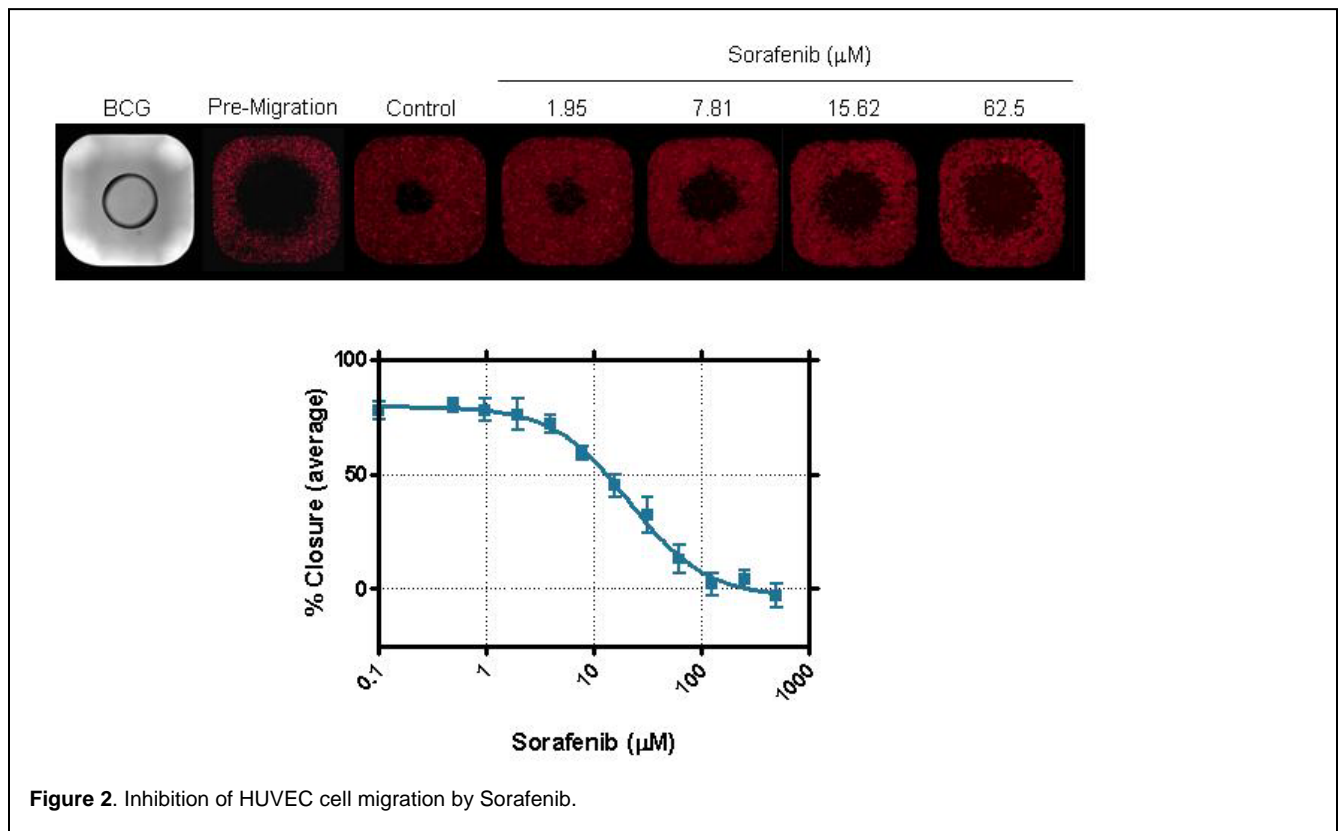 Sorafenib (μM)
BCG Pre-Migration Control 1.95 7.81 15.62 62.5
100
50
0
% Closure (average)
0.1 1 10 100 1000
Sorafenib (μM)
Figure 2. Inhibition of HUVEC cell migration by Sorafenib.